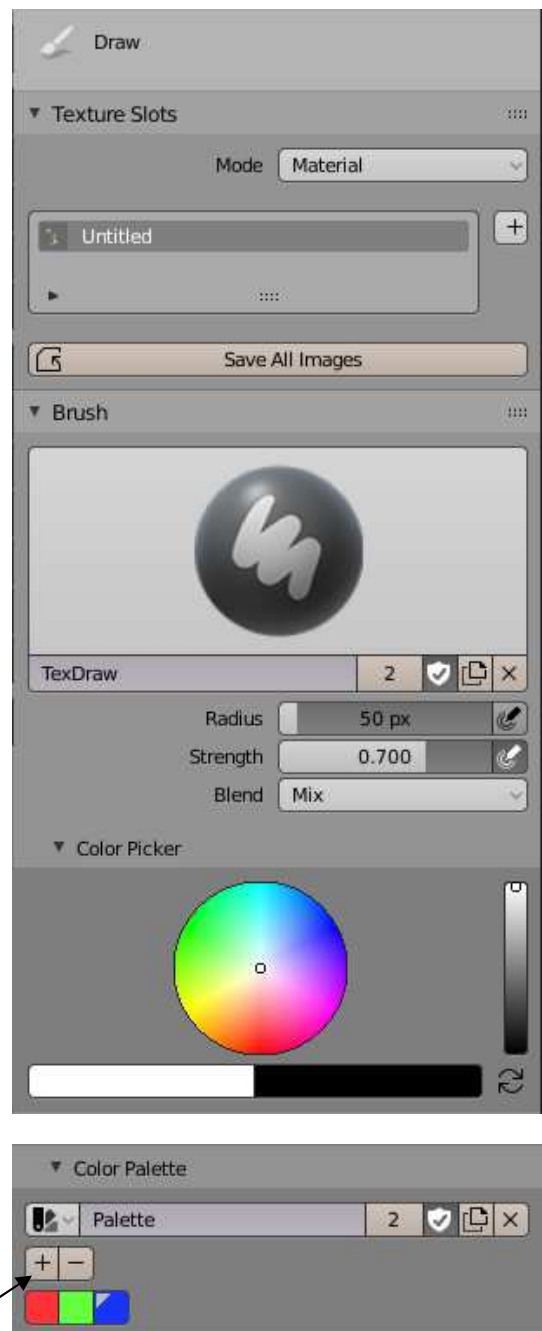 Draw
Texture Slots
Mode Material
Untitled
+
Save All Images
Brush
TexDraw 2
Radius 50 px
Strength 0.700
Blend Mix
Color Picker
Color Palette
Palette 2
+ −